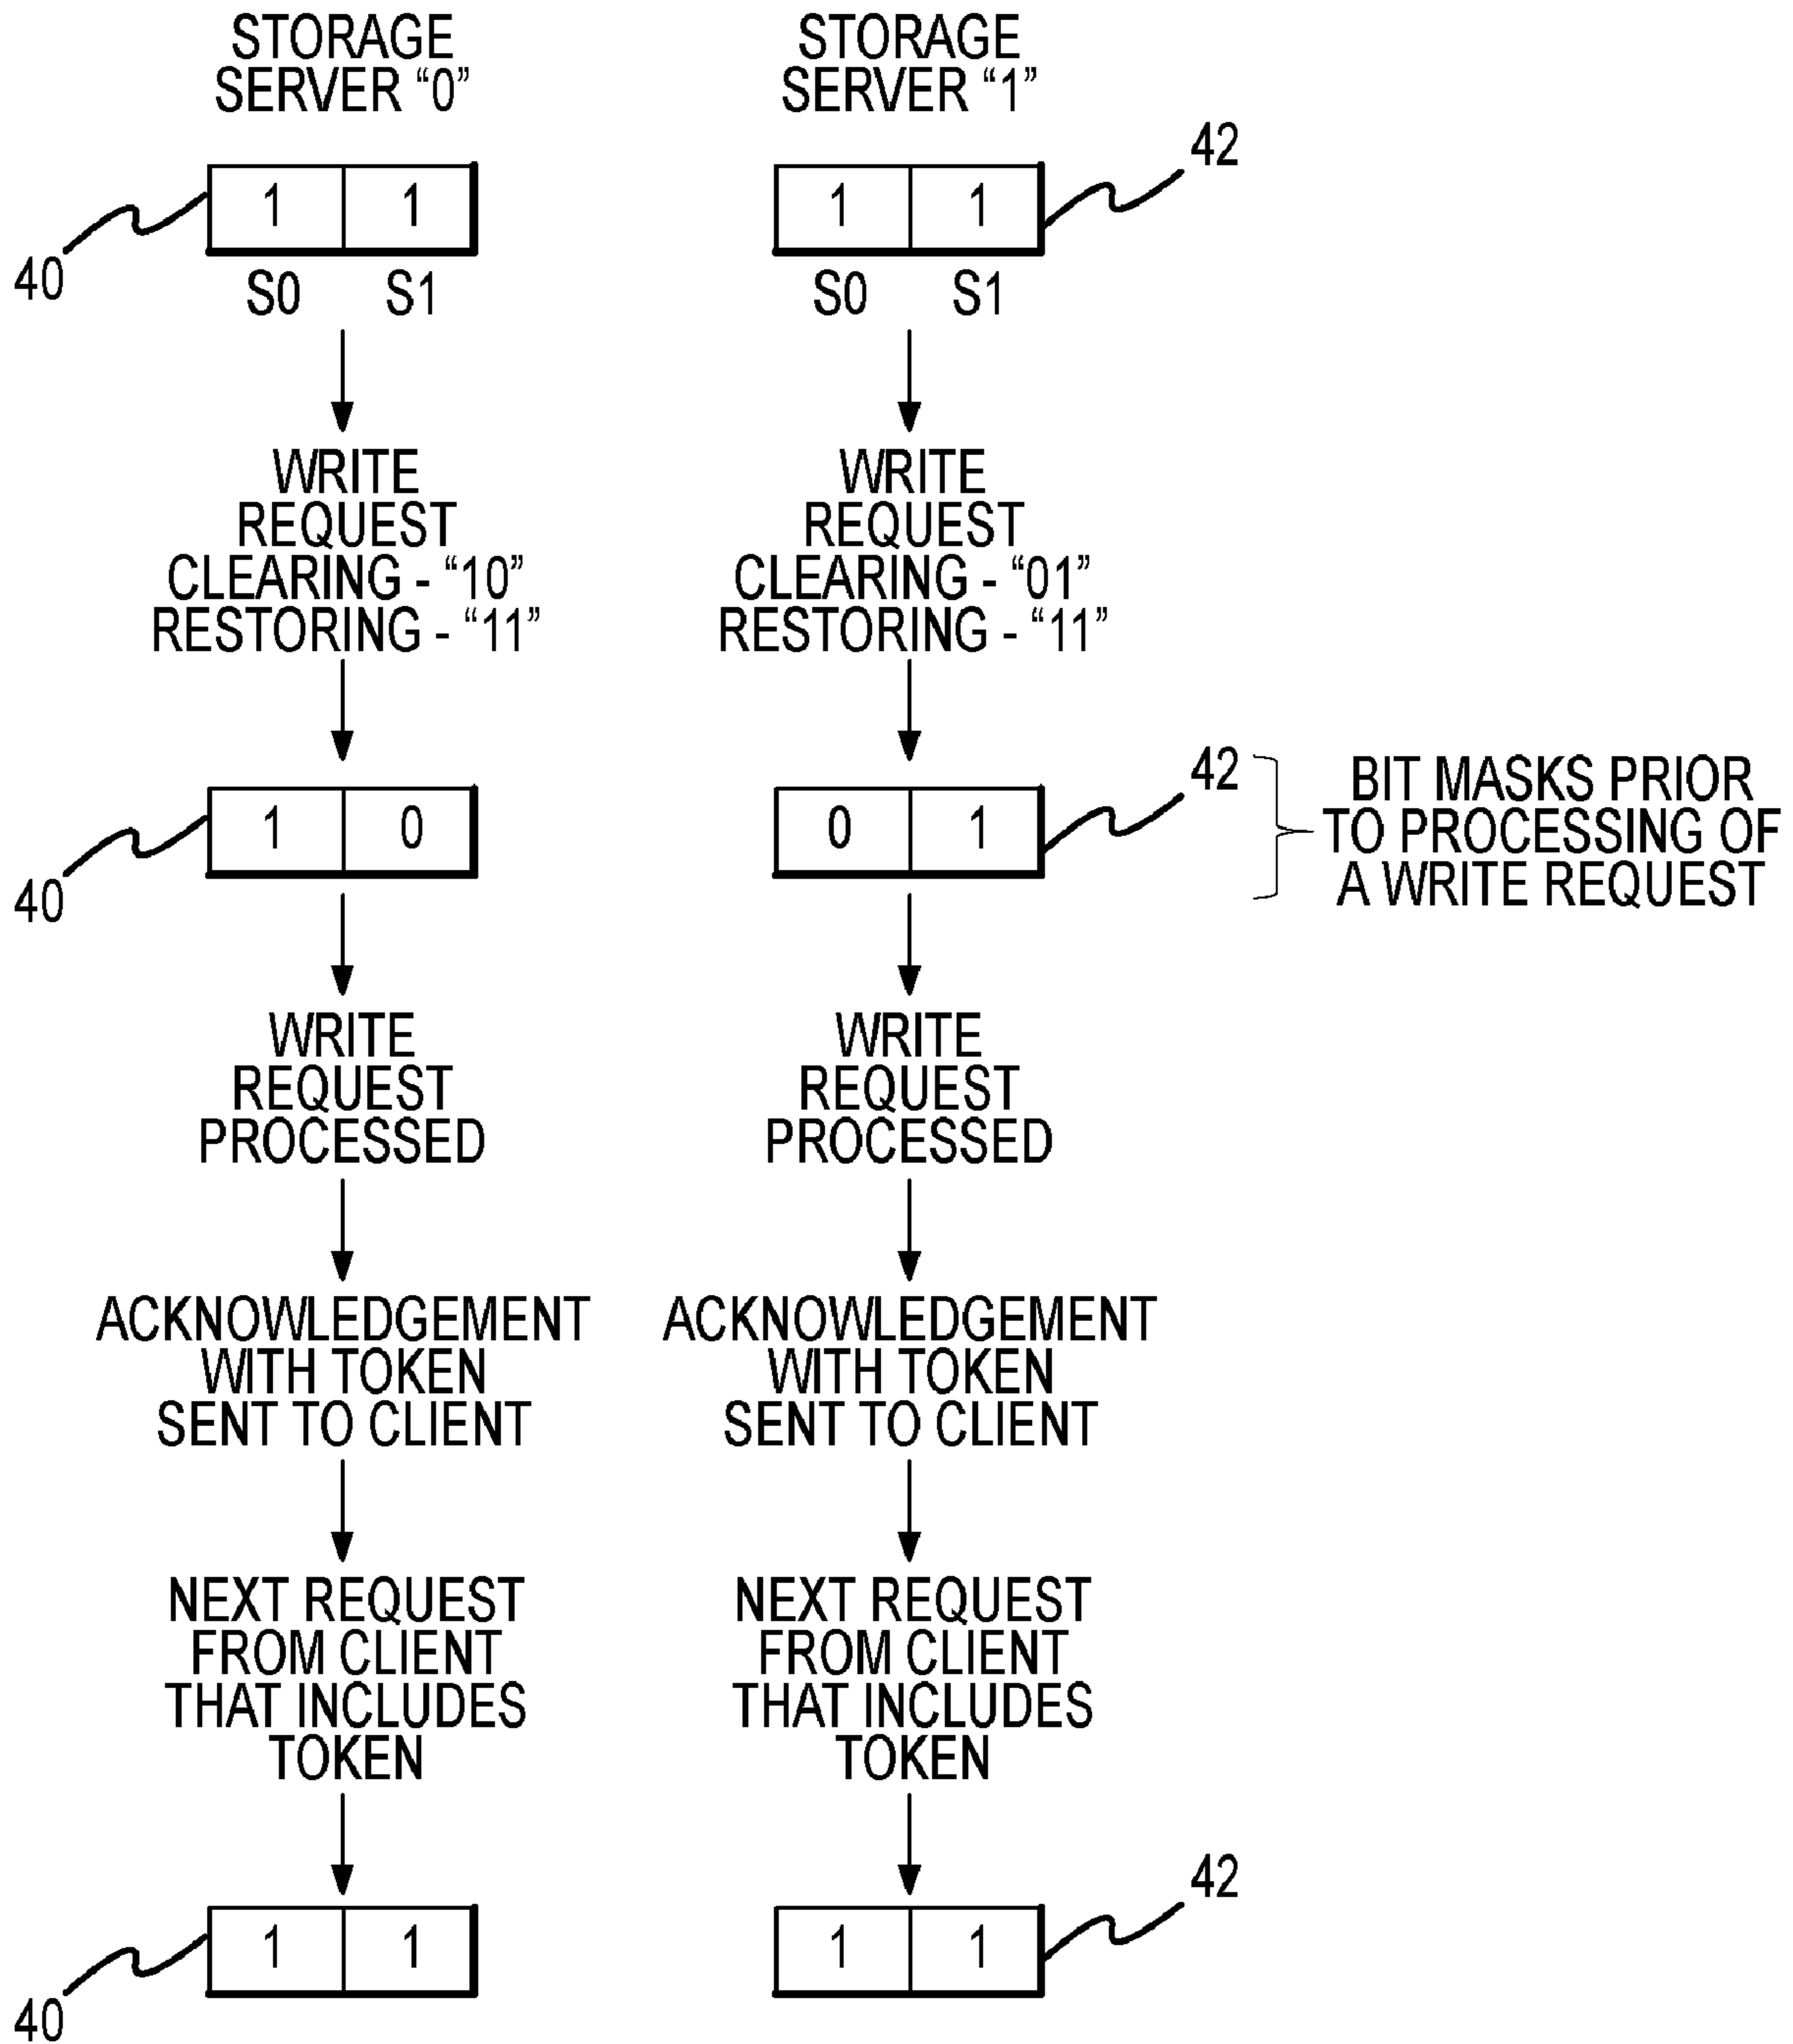 STORAGE
SERVER “0”
40
1 1
S0 S1
WRITE
REQUEST
CLEARING - “10”
RESTORING - “11”
40
1 0
WRITE
REQUEST
PROCESSED
ACKNOWLEDGEMENT
WITH TOKEN
SENT TO CLIENT
NEXT REQUEST
FROM CLIENT
THAT INCLUDES
TOKEN
40
1 1
STORAGE
SERVER “1”
42
1 1
S0 S1
WRITE
REQUEST
CLEARING - “01”
RESTORING - “11”
42
0 1
BIT MASKS PRIOR
TO PROCESSING OF
A WRITE REQUEST
WRITE
REQUEST
PROCESSED
ACKNOWLEDGEMENT
WITH TOKEN
SENT TO CLIENT
NEXT REQUEST
FROM CLIENT
THAT INCLUDES
TOKEN
42
1 1